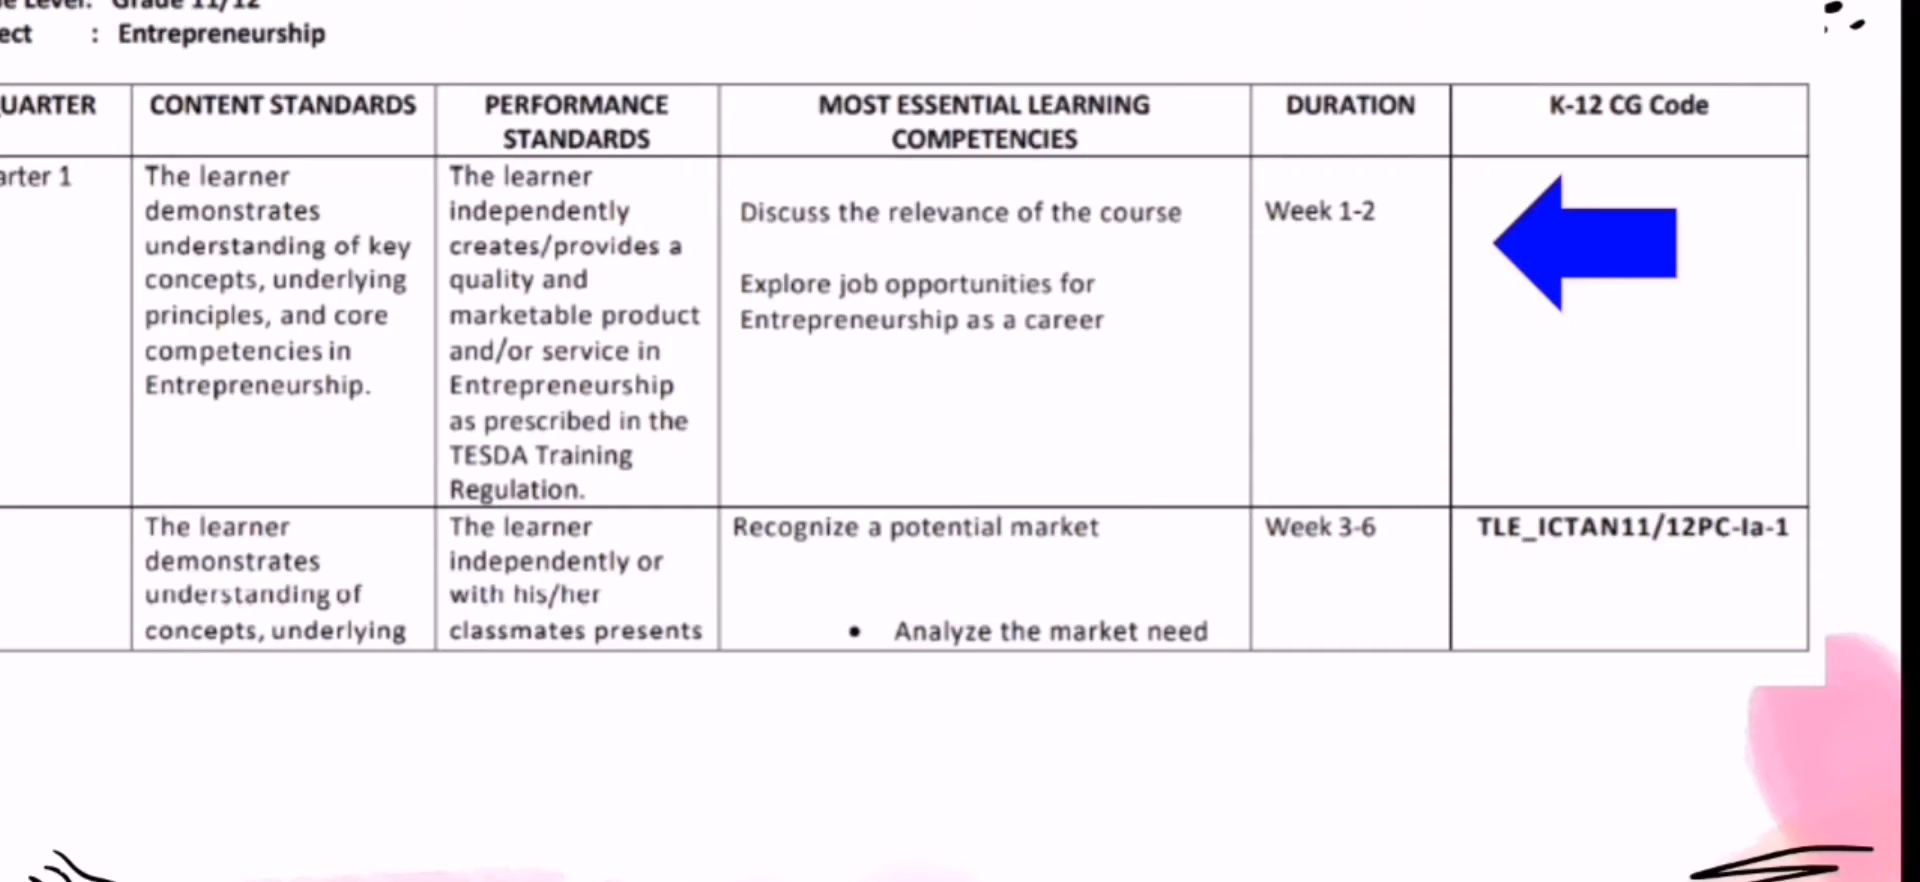 Level: Grade 11/12
: Entrepreneurship
CONTENT STANDARDS
PERFORMANCE
STANDARDS
MOST ESSENTIAL LEARNING
COMPETENCIES
DURATION
K-12 CG Code
1
The learner
demonstrates
understanding of key
concepts, underlying
principles, and core
competencies in
Entrepreneurship.
The learner
independently
creates/provides a
quality and
marketable product
and/or service in
Entrepreneurship
as prescribed in the
TESDA Training
Regulation.
Discuss the relevance of the course
Explore job opportunities for
Entrepreneurship as a career
Week 1-2
The learner
demonstrates
understanding of
concepts, underlying
The learner
independently or
with his/her
classmates presents
Recognize a potential market
• Analyze the market need
Week 3-6
TLE_ICTAN11/12PC-Ia-1